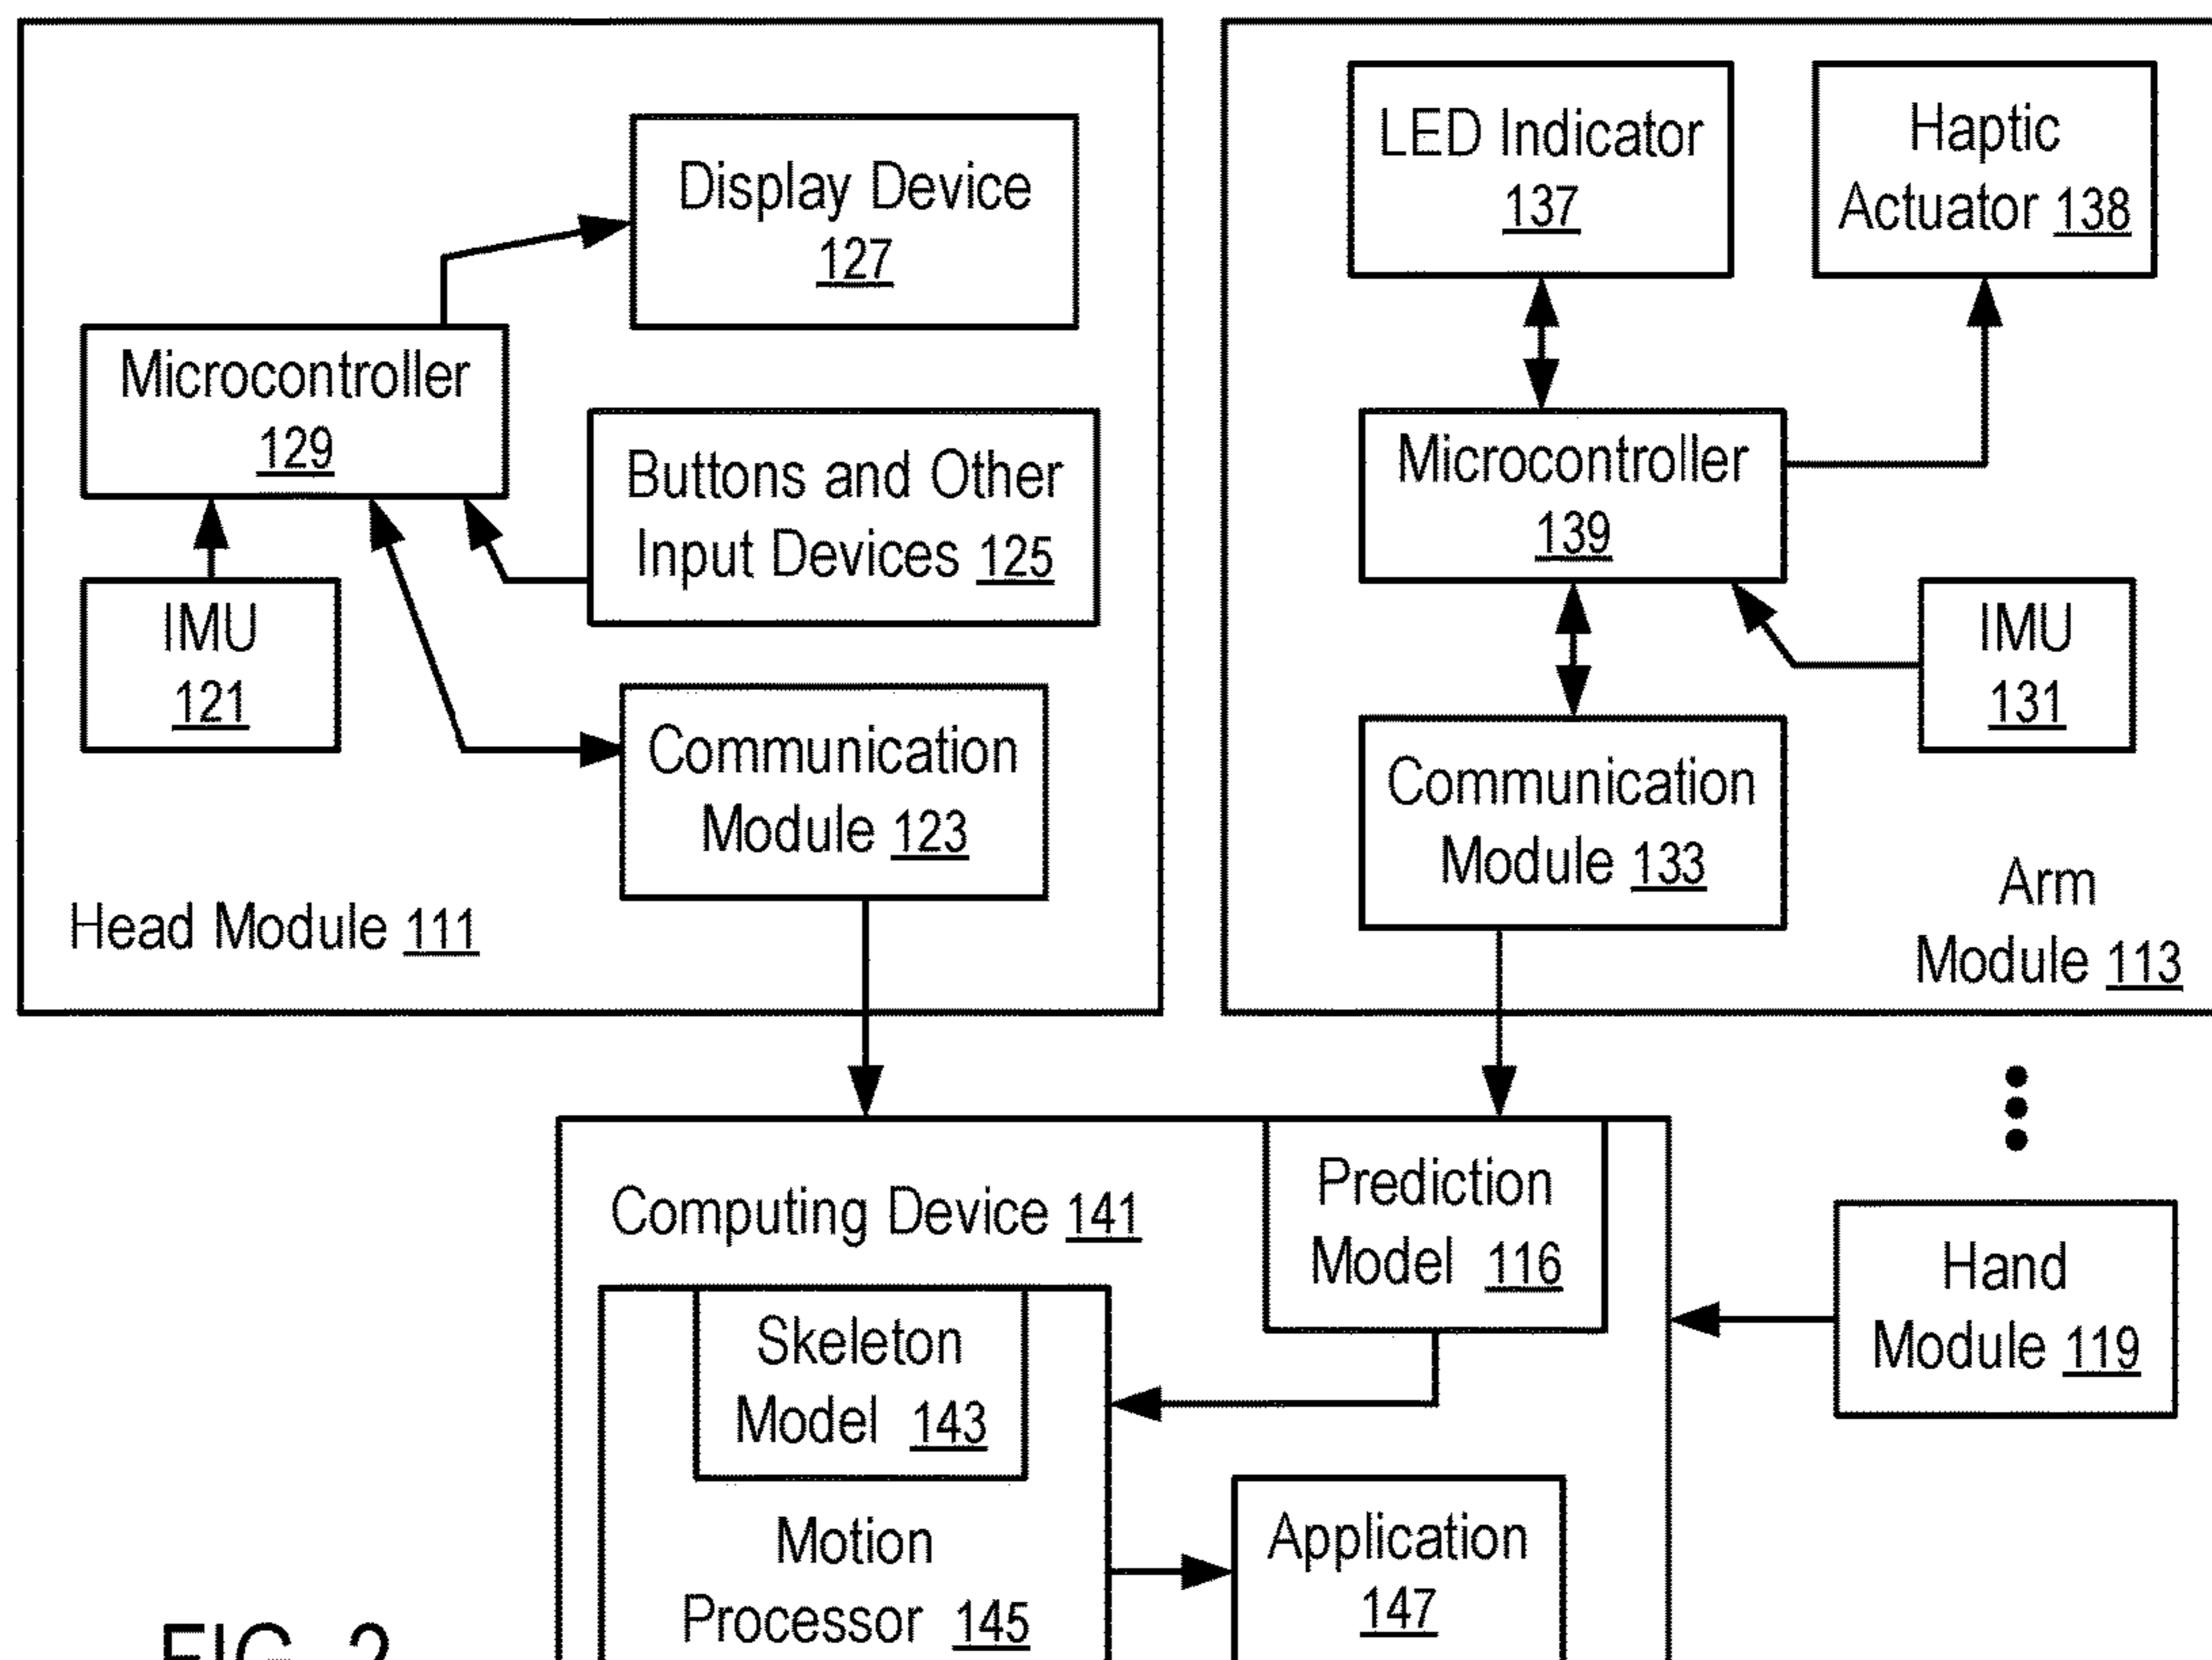 Display Device
127
Microcontroller
129
Buttons and Other
Input Devices 125
IMU
121
Communication
Module 123
Head Module 111
LED Indicator
137
Haptic
Actuator 138
Microcontroller
139
IMU
131
Communication
Module 133
Arm
Module 113
Computing Device 141
Prediction
Model 116
Skeleton
Model 143
Motion
Processor 145
Application
147
Hand
Module 119
FIG. 2